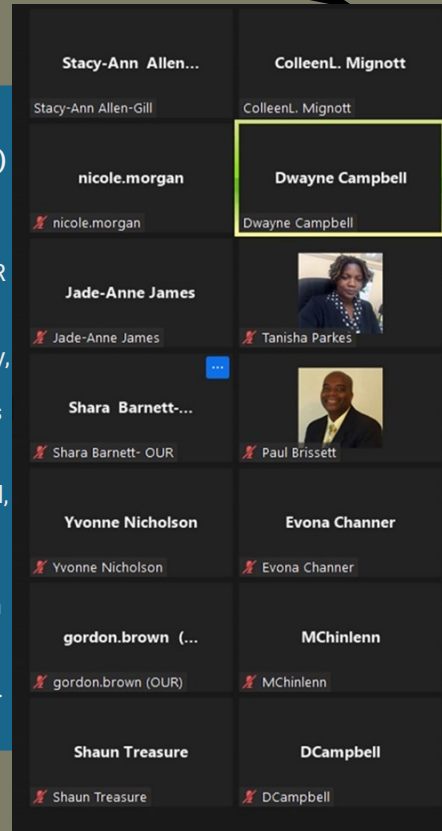 )
R
,
s
,
.
Stacy-Ann Allen... ColleenL. Mignott
Stacy-Ann Allen-Gill ColleenL. Mignott
nicole.morgan Dwayne Campbell
nicole.morgan Dwayne Campbell
Jade-Anne James
Jade-Anne James Tanisha Parkes
Shara Barnett-...
Shara Barnett- OUR Paul Brissett
Yvonne Nicholson Evona Channer
Yvonne Nicholson Evona Channer
gordon.brown (... MChinlenn
gordon.brown (OUR) MChinlenn
Shaun Treasure DCampbell
Shaun Treasure DCampbell